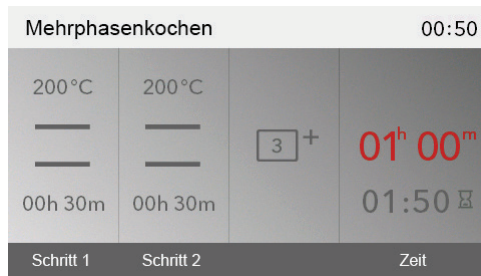 Mehrphasenkochen 00:50
200°C 200°C
3 +
01h 00m
00h 30m 00h 30m 01:50
Schritt 1 Schritt 2 Zeit